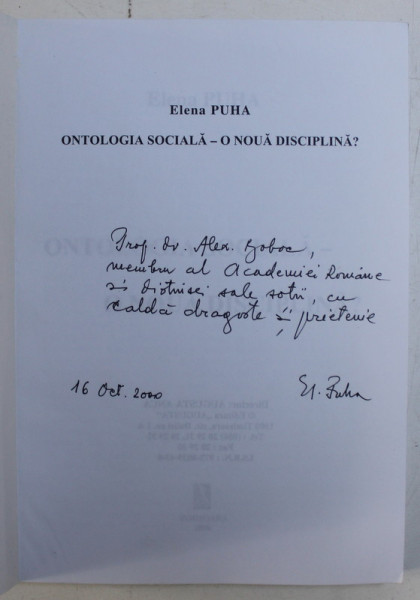 Elena PUHA
ONTOLOGIA SOCIALĂ – O NOUĂ DISCIPLINĂ?
Prof. dr. Alex. Boboc,
membru al Academiei Române
și distinsei sale soții, cu
caldă dragoste și prietenie
16 Oct. 2000
El. Puha